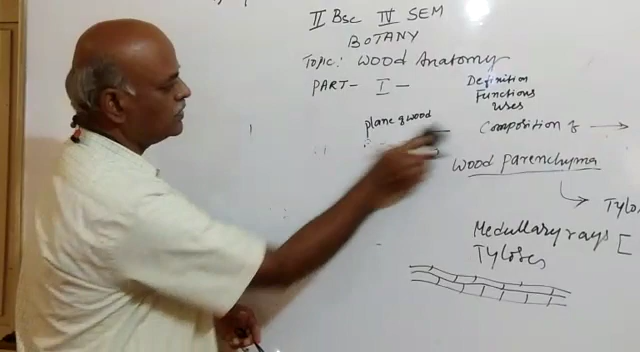 II Bsc IV SEM
BOTANY
Topic: Wood Anatomy
PART- I -
Definition
Functions
Uses
plane of wood
Composition of →
Wood Parenchyma
Tylo
Medullary rays [
Tyloses